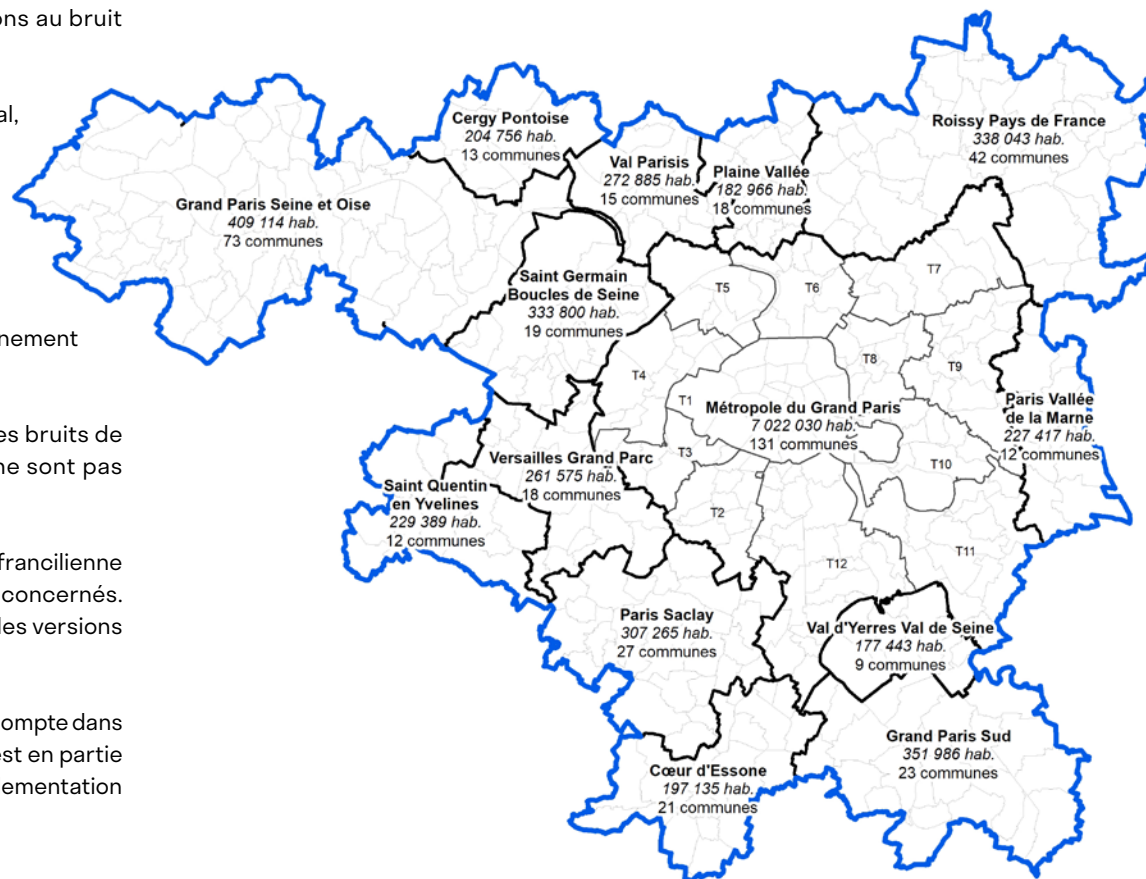 ons au bruit
al,
nement
es bruits de
ne sont pas
francilienne
concernés.
les versions
ompte dans
est en partie
ementation
Cergy Pontoise
204 756 hab.
13 communes
Roissy Pays de France
338 043 hab.
42 communes
Val Parisis
272 885 hab.
15 communes
Plaine Vallée
182 966 hab.
18 communes
Grand Paris Seine et Oise
409 114 hab.
73 communes
Saint Germain
Boucles de Seine
333 800 hab.
19 communes
T5
T6
T7
T4
T8
T9
T1
Métropole du Grand Paris
7 022 030 hab.
131 communes
Paris Vallée
de la Marne
227 417 hab.
12 communes
T3
T10
Versailles Grand Parc
261 575 hab.
18 communes
Saint Quentin
en Yvelines
229 389 hab.
12 communes
T2
T12
T11
Paris Saclay
307 265 hab.
27 communes
Val d'Yerres Val de Seine
177 443 hab.
9 communes
Grand Paris Sud
351 986 hab.
23 communes
Cœur d'Essone
197 135 hab.
21 communes